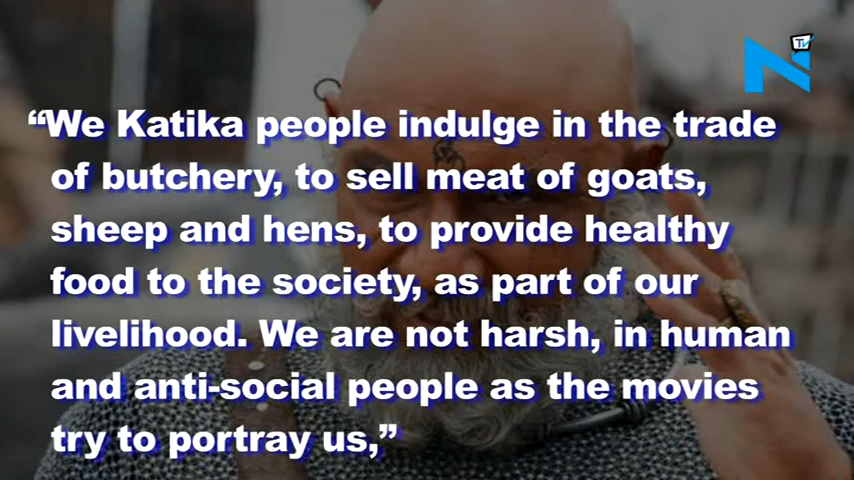 TV
“We Katika people indulge in the trade
of butchery, to sell meat of goats,
sheep and hens, to provide healthy
food to the society, as part of our
livelihood. We are not harsh, in human
and anti-social people as the movies
try to portray us,”